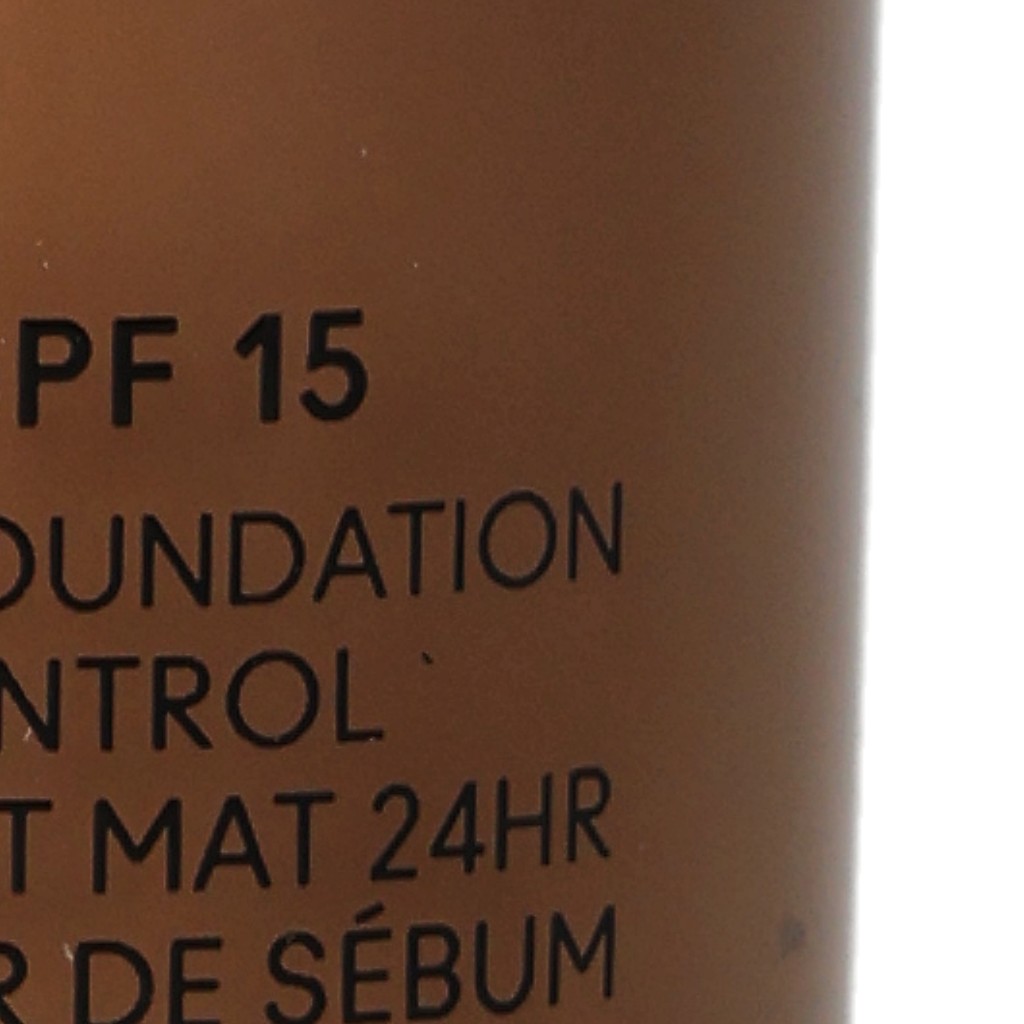 PF 15
OUNDATION
NTROL
T MAT 24HR
R DE SÉBUM